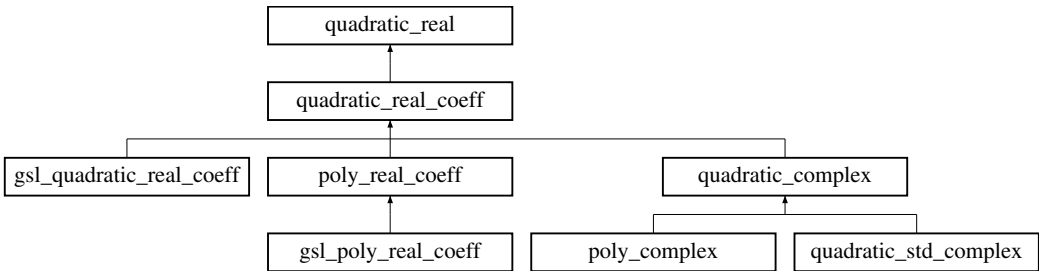 quadratic_real
quadratic_real_coeff
gsl_quadratic_real_coeff
poly_real_coeff
quadratic_complex
gsl_poly_real_coeff
poly_complex
quadratic_std_complex